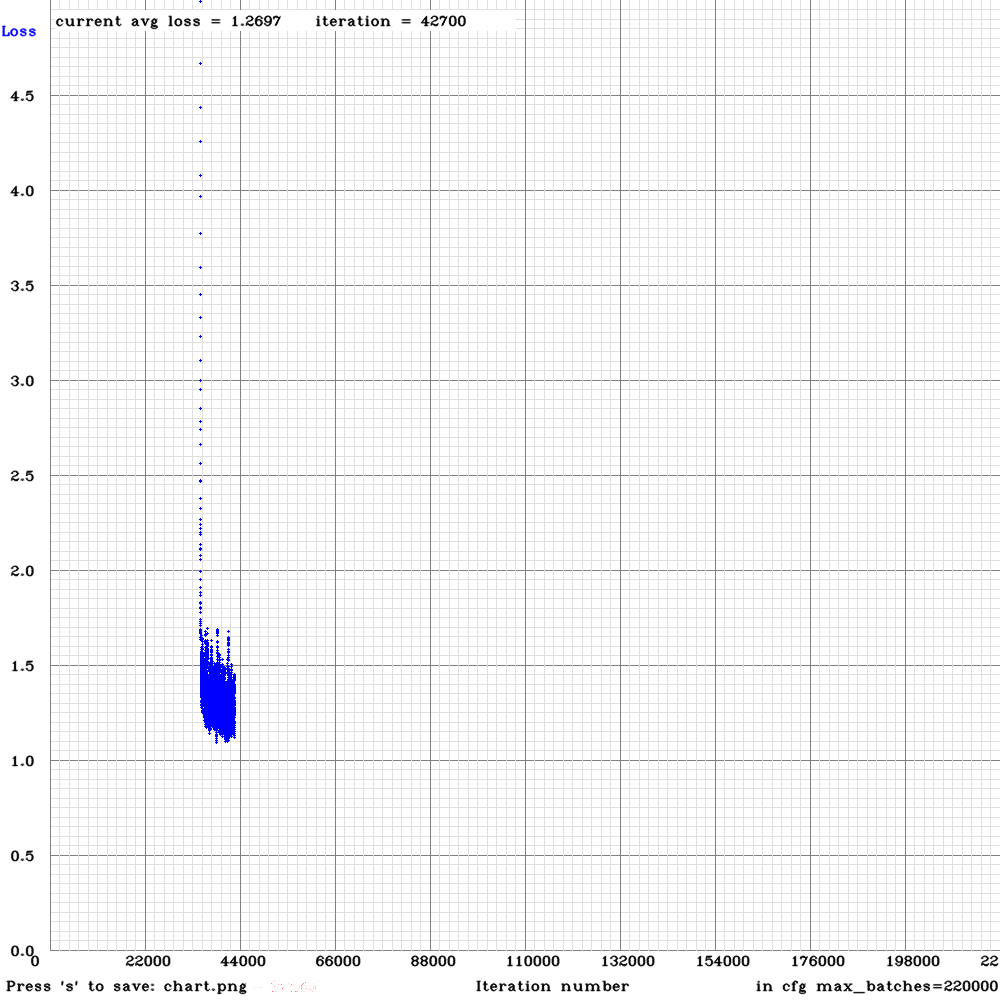 current avg loss = 1.2697 iteration = 42700
Loss
4.5
4.0
3.5
3.0
2.5
2.0
1.5
1.0
0.5
0.0
0 22000 44000 66000 88000 110000 132000 154000 176000 198000 22
Press 's' to save: chart.png Iteration number in cfg max_batches=220000